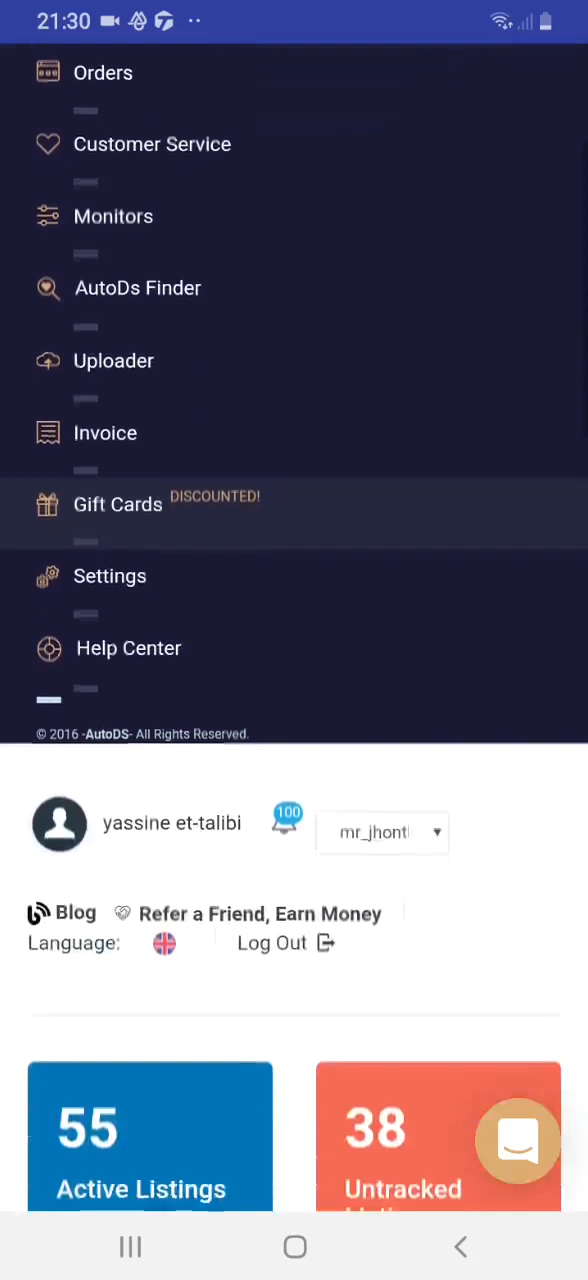 21:30
Orders
Customer Service
Monitors
AutoDs Finder
Uploader
Invoice
Gift Cards DISCOUNTED!
Settings
Help Center
© 2016 -AutoDS- All Rights Reserved.
yassine et-talibi 100 mr_jhont
Blog Refer a Friend, Earn Money
Language: Log Out
55 38
Active Listings Untracked